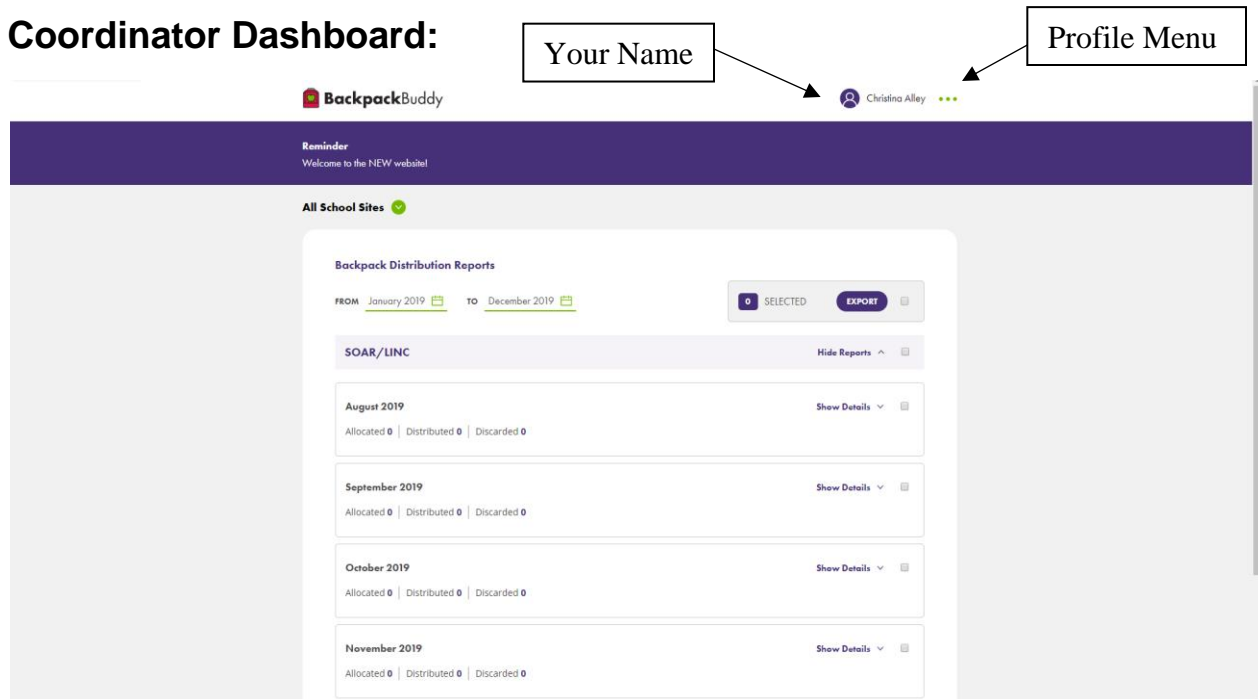 Coordinator Dashboard:
Your Name
Profile Menu
BackpackBuddy
Christina Alley
Reminder
Welcome to the NEW website!
All School Sites
Backpack Distribution Reports
FROM January 2019 TO December 2019
0 SELECTED EXPORT
SOAR/LINC Hide Reports
August 2019 Show Details
Allocated 0 | Distributed 0 | Discarded 0
September 2019 Show Details
Allocated 0 | Distributed 0 | Discarded 0
October 2019 Show Details
Allocated 0 | Distributed 0 | Discarded 0
November 2019 Show Details
Allocated 0 | Distributed 0 | Discarded 0